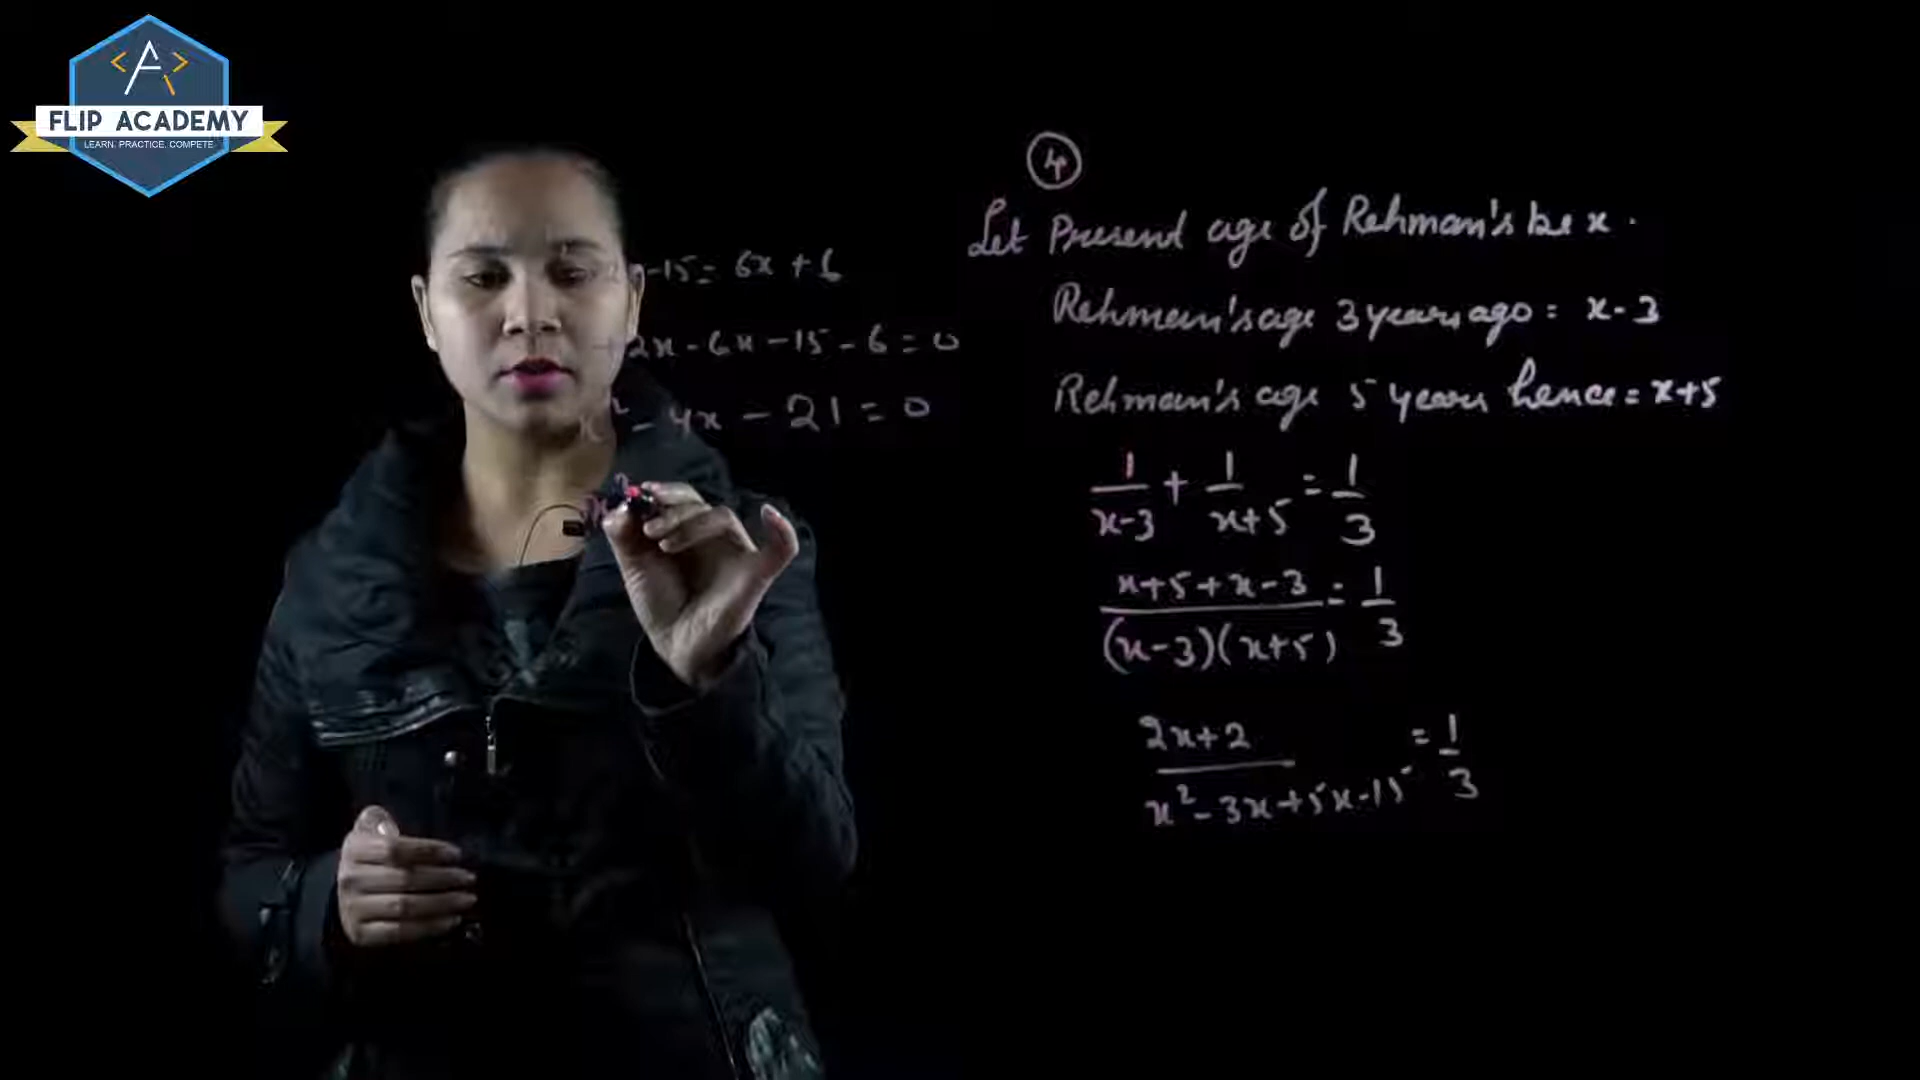 FLIP ACADEMY
LEARN. PRACTICE. COMPETE
-15 = 6x + 6
2x - 6x - 15 - 6 = 0
x² - 4x - 21 = 0
x²
4
Let Present age of Rehman's be x.
Rehman's age 3 years ago = x-3
Rehman's age 5 years hence = x+5
1/(x-3) + 1/(x+5) = 1/3
(x+5+x-3)/((x-3)(x+5)) = 1/3
(2x+2)/(x²-3x+5x-15) = 1/3